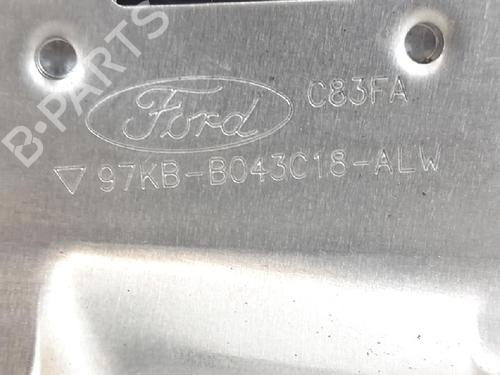 B-PARTS
Ford C83FA
▽ 97KB-B043C18-ALW